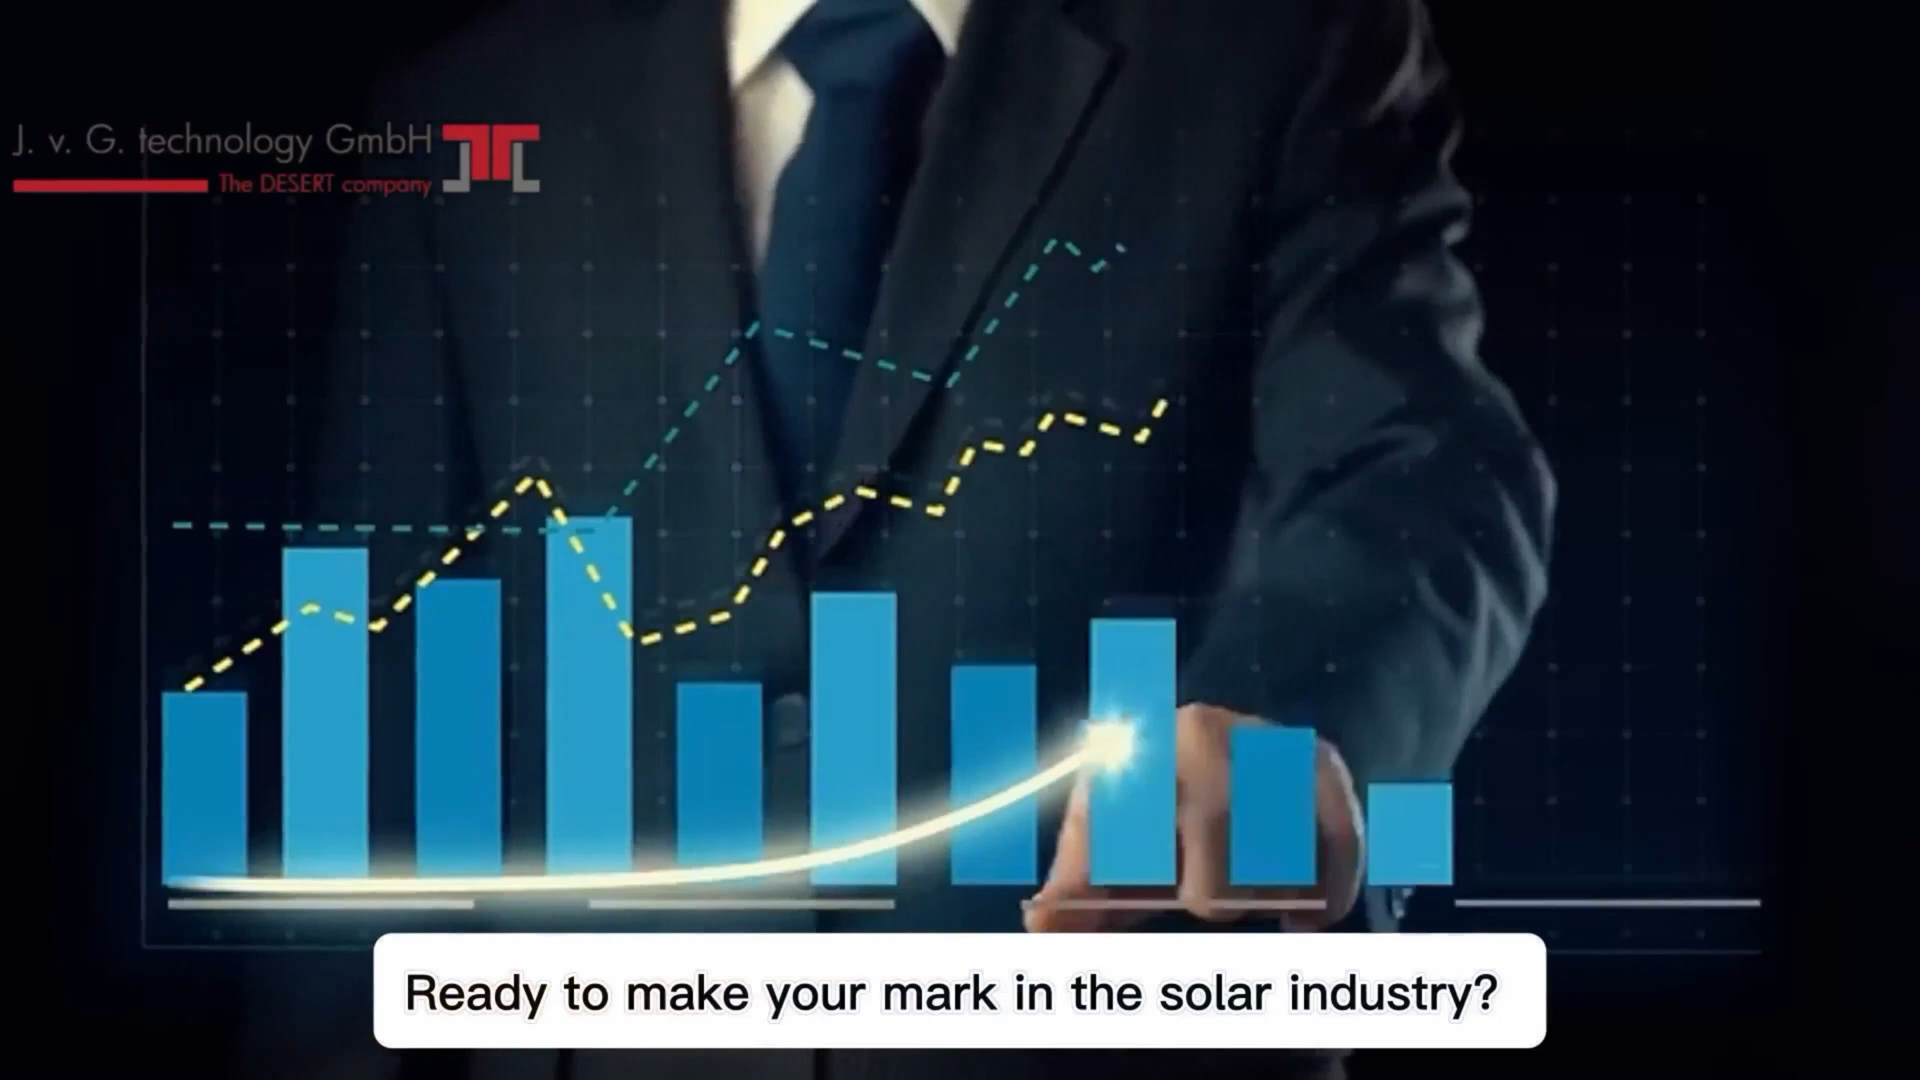 J. v. G. technology GmbH
The DESERT company
Ready to make your mark in the solar industry?